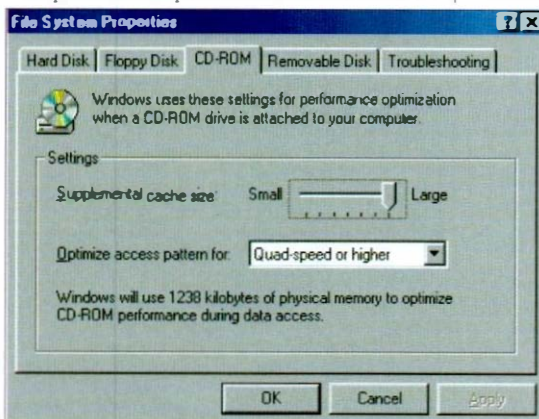 File System Properties
Hard Disk Floppy Disk CD-ROM Removable Disk Troubleshooting
Windows uses these settings for performance optimization
when a CD-ROM drive is attached to your computer.
Settings
Supplemental cache size: Small Large
Optimize access pattern for: Quad-speed or higher
Windows will use 1238 kilobytes of physical memory to optimize
CD-ROM performance during data access.
OK Cancel Apply